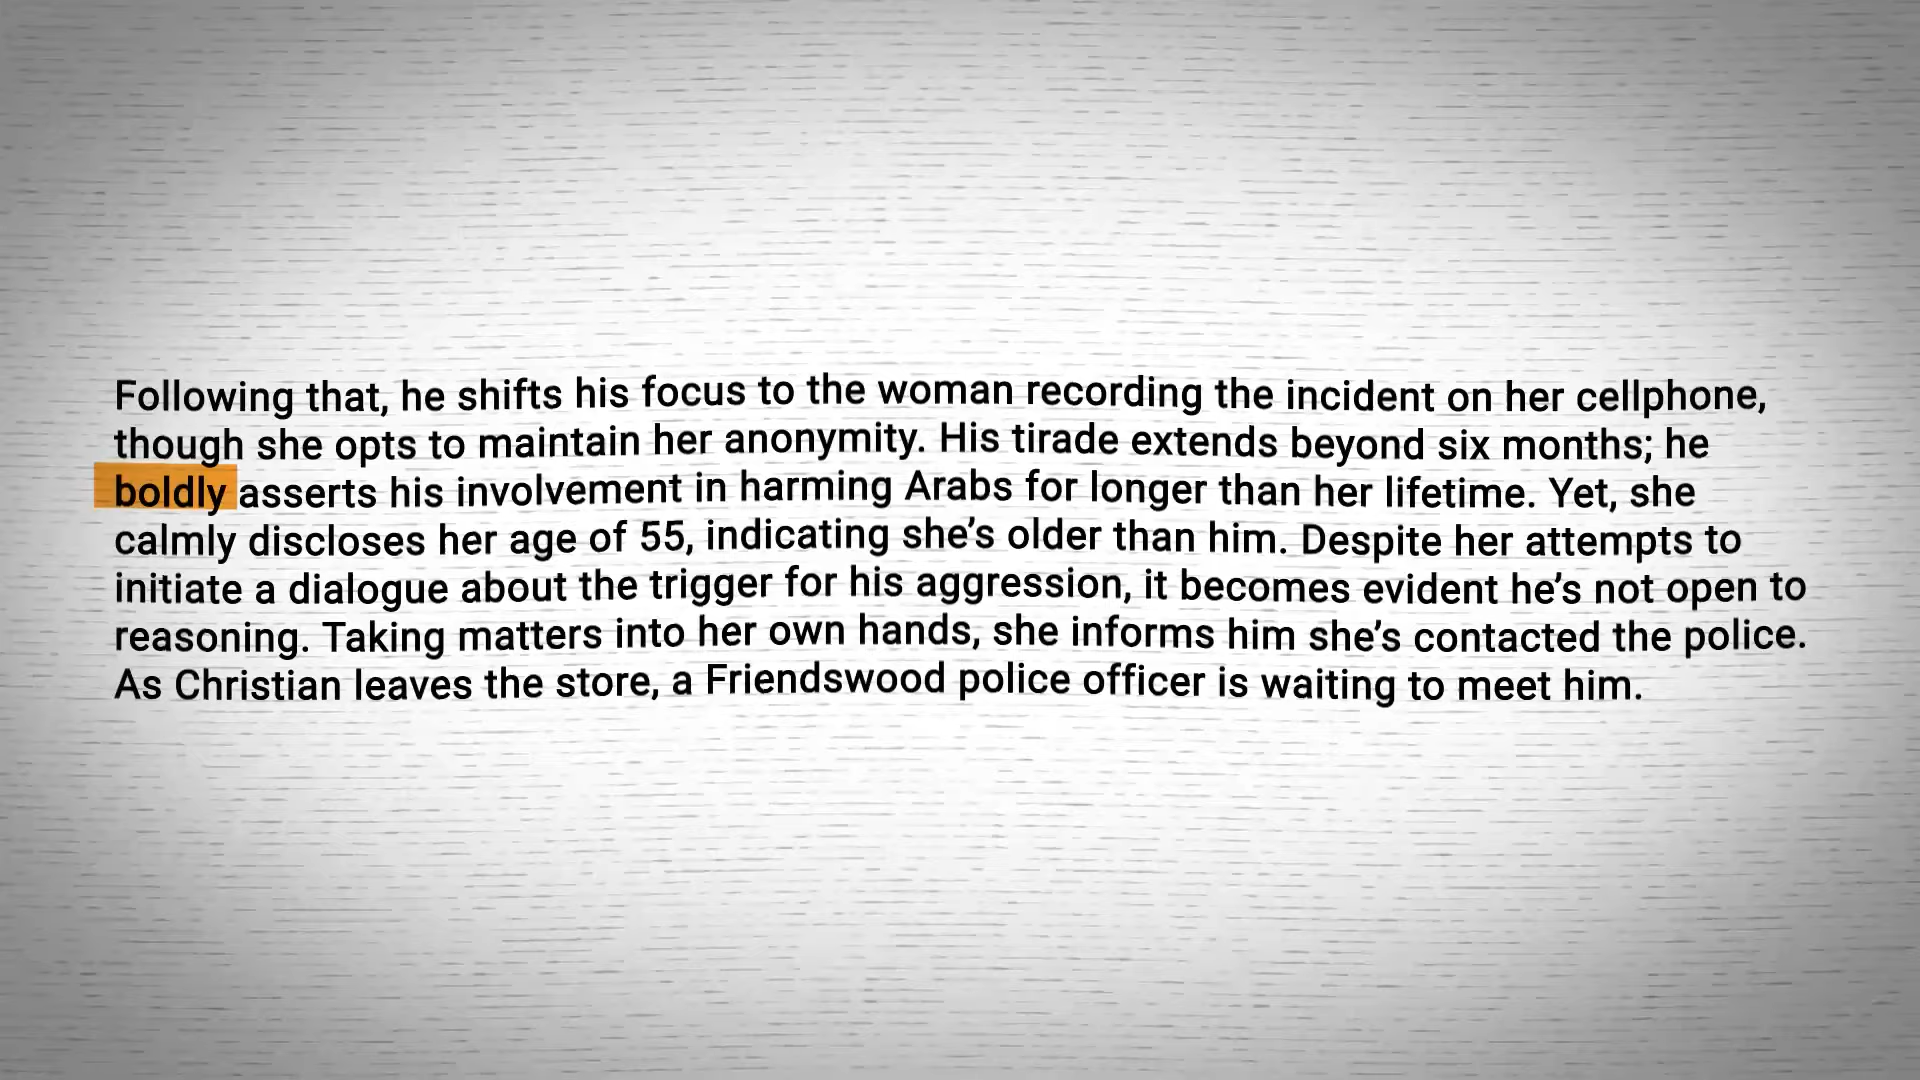 Following that, he shifts his focus to the woman recording the incident on her cellphone,
though she opts to maintain her anonymity. His tirade extends beyond six months; he
boldly asserts his involvement in harming Arabs for longer than her lifetime. Yet, she
calmly discloses her age of 55, indicating she’s older than him. Despite her attempts to
initiate a dialogue about the trigger for his aggression, it becomes evident he’s not open to
reasoning. Taking matters into her own hands, she informs him she’s contacted the police.
As Christian leaves the store, a Friendswood police officer is waiting to meet him.